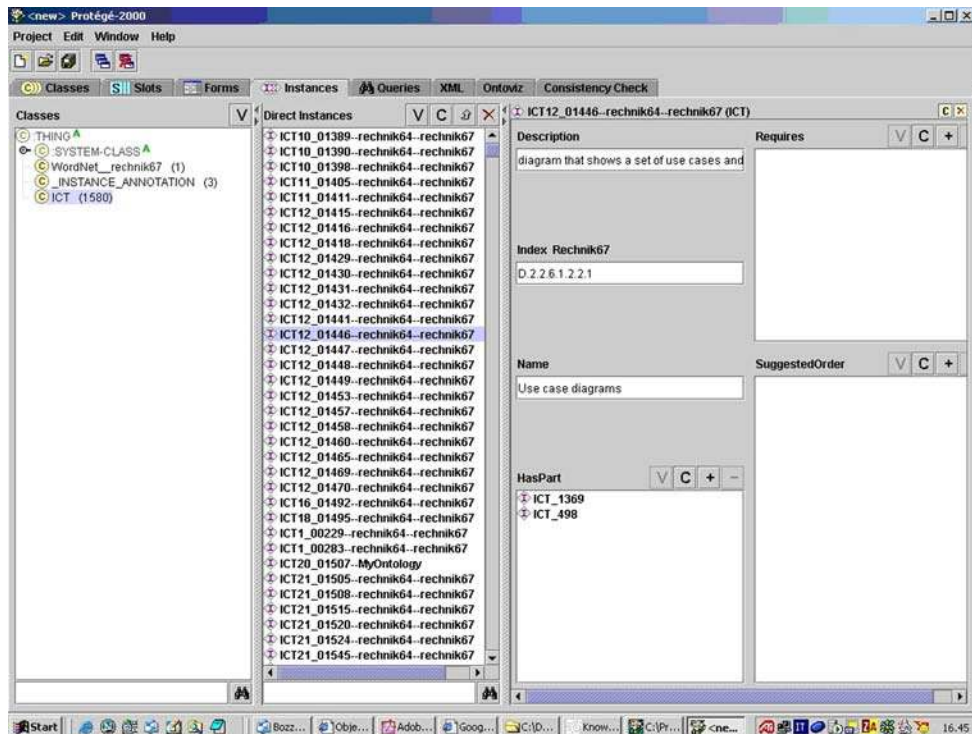 <new> Protégé-2000
Project Edit Window Help
Classes Slots Forms Instances Queries XML Ontoviz Consistency Check
Classes V
:THING A
:SYSTEM-CLASS A
WordNet__rechnik67 (1)
_INSTANCE_ANNOTATION (3)
ICT (1580)
Direct Instances V C
ICT10_01389--rechnik64--rechnik67
ICT10_01390--rechnik64--rechnik67
ICT10_01398--rechnik64--rechnik67
ICT11_01405--rechnik64--rechnik67
ICT11_01411--rechnik64--rechnik67
ICT12_01415--rechnik64--rechnik67
ICT12_01416--rechnik64--rechnik67
ICT12_01418--rechnik64--rechnik67
ICT12_01429--rechnik64--rechnik67
ICT12_01430--rechnik64--rechnik67
ICT12_01431--rechnik64--rechnik67
ICT12_01432--rechnik64--rechnik67
ICT12_01441--rechnik64--rechnik67
ICT12_01446--rechnik64--rechnik67
ICT12_01447--rechnik64--rechnik67
ICT12_01448--rechnik64--rechnik67
ICT12_01449--rechnik64--rechnik67
ICT12_01453--rechnik64--rechnik67
ICT12_01457--rechnik64--rechnik67
ICT12_01458--rechnik64--rechnik67
ICT12_01460--rechnik64--rechnik67
ICT12_01465--rechnik64--rechnik67
ICT12_01469--rechnik64--rechnik67
ICT12_01470--rechnik64--rechnik67
ICT16_01492--rechnik64--rechnik67
ICT18_01495--rechnik64--rechnik67
ICT1_00229--rechnik64--rechnik67
ICT1_00283--rechnik64--rechnik67
ICT20_01507--MyOntology
ICT21_01505--rechnik64--rechnik67
ICT21_01508--rechnik64--rechnik67
ICT21_01515--rechnik64--rechnik67
ICT21_01520--rechnik64--rechnik67
ICT21_01524--rechnik64--rechnik67
ICT21_01545--rechnik64--rechnik67
ICT12_01446--rechnik64--rechnik67 (ICT) C X
Description
diagram that shows a set of use cases and
Index Rechnik67
D.2.2.6.1.2.2.1
Name
Use case diagrams
HasPart V C + -
ICT_1369
ICT_498
Requires V C +
SuggestedOrder V C +
Start Bozz... Obje... Adob... Goog... C:\D... Know... C:\Pr... <ne... 16.45